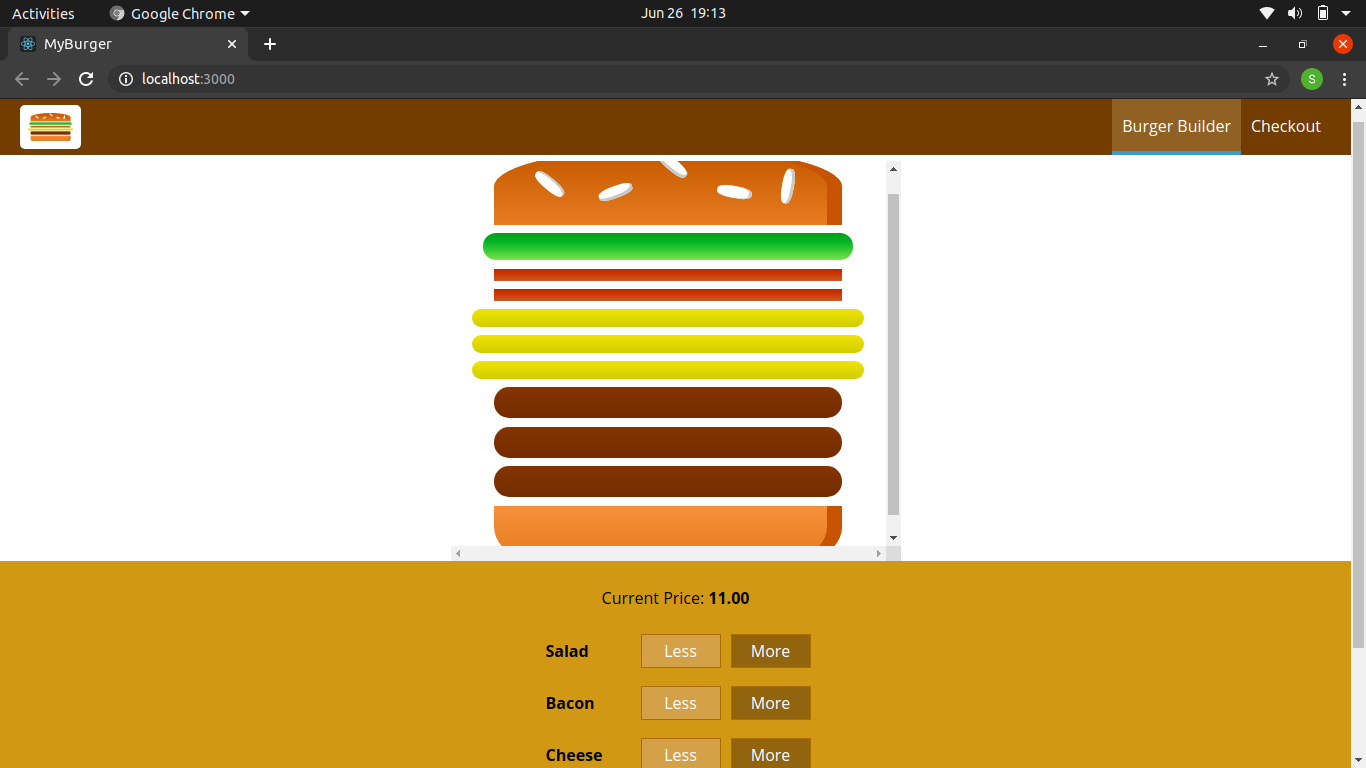 Activities Google Chrome Jun 26 19:13
MyBurger
localhost:3000
S
Burger Builder Checkout
Current Price: 11.00
Salad Less More
Bacon Less More
Cheese Less More